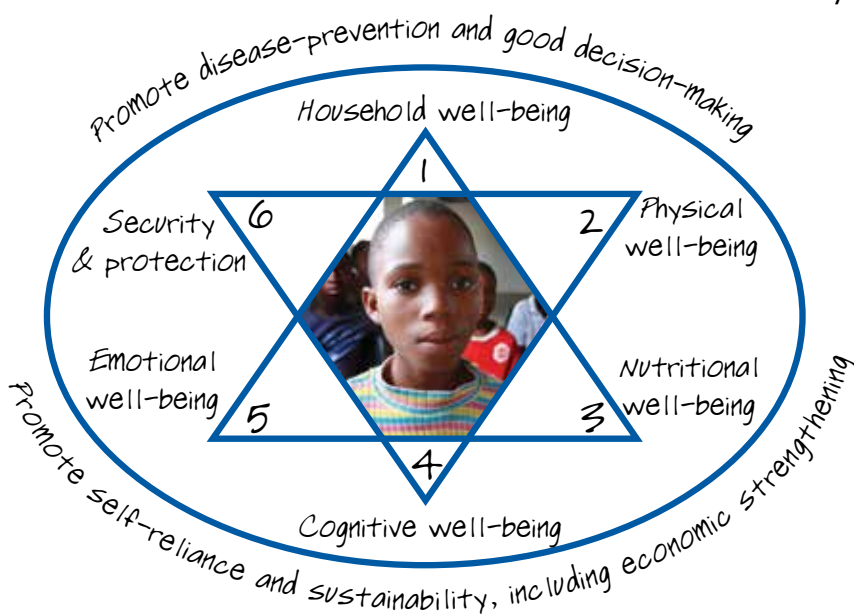 Promote disease-prevention and good decision-making
Household well-being
1
6
2
Security
& protection
Physical
well-being
Emotional
well-being
Nutritional
well-being
5
3
4
Cognitive well-being
Promote self-reliance and sustainability, including economic strengthening